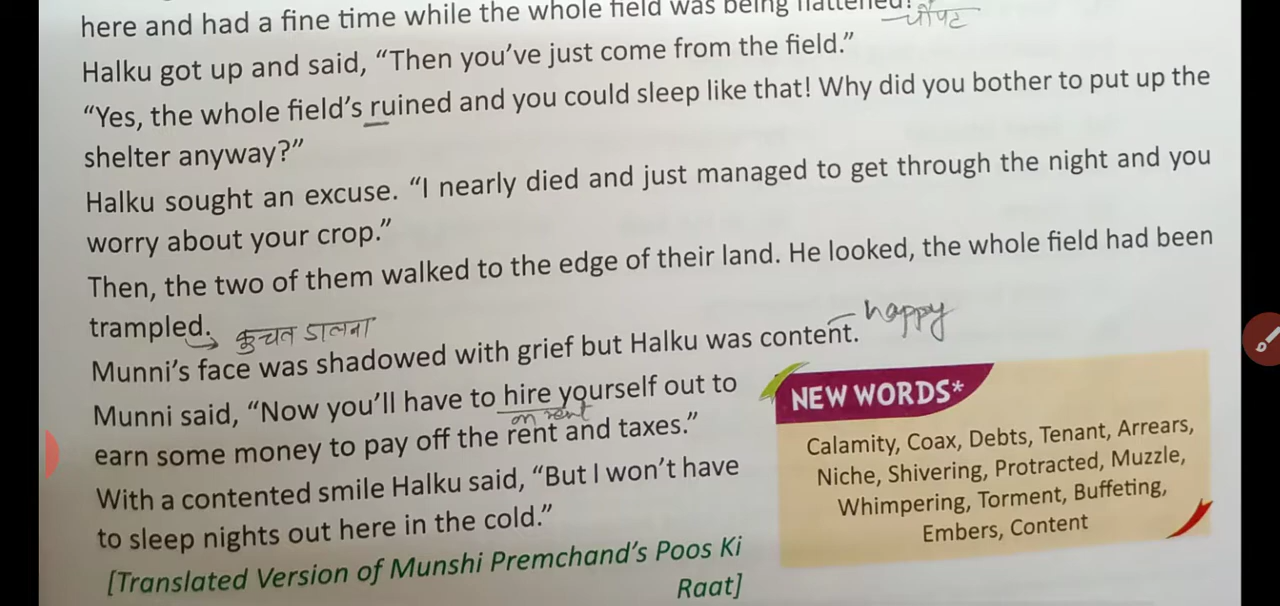 here and had a fine time while the whole field was being flattened!"
चौपट
Halku got up and said, “Then you’ve just come from the field.”
“Yes, the whole field’s ruined and you could sleep like that! Why did you bother to put up the
shelter anyway?”
Halku sought an excuse. “I nearly died and just managed to get through the night and you
worry about your crop.”
Then, the two of them walked to the edge of their land. He looked, the whole field had been
trampled. कुचल डालना
happy
Munni’s face was shadowed with grief but Halku was content.
Munni said, “Now you’ll have to hire yourself out to
on rent
earn some money to pay off the rent and taxes.”
With a contented smile Halku said, “But I won’t have
to sleep nights out here in the cold.”
[Translated Version of Munshi Premchand’s Poos Ki
Raat]
NEW WORDS*
Calamity, Coax, Debts, Tenant, Arrears,
Niche, Shivering, Protracted, Muzzle,
Whimpering, Torment, Buffeting,
Embers, Content